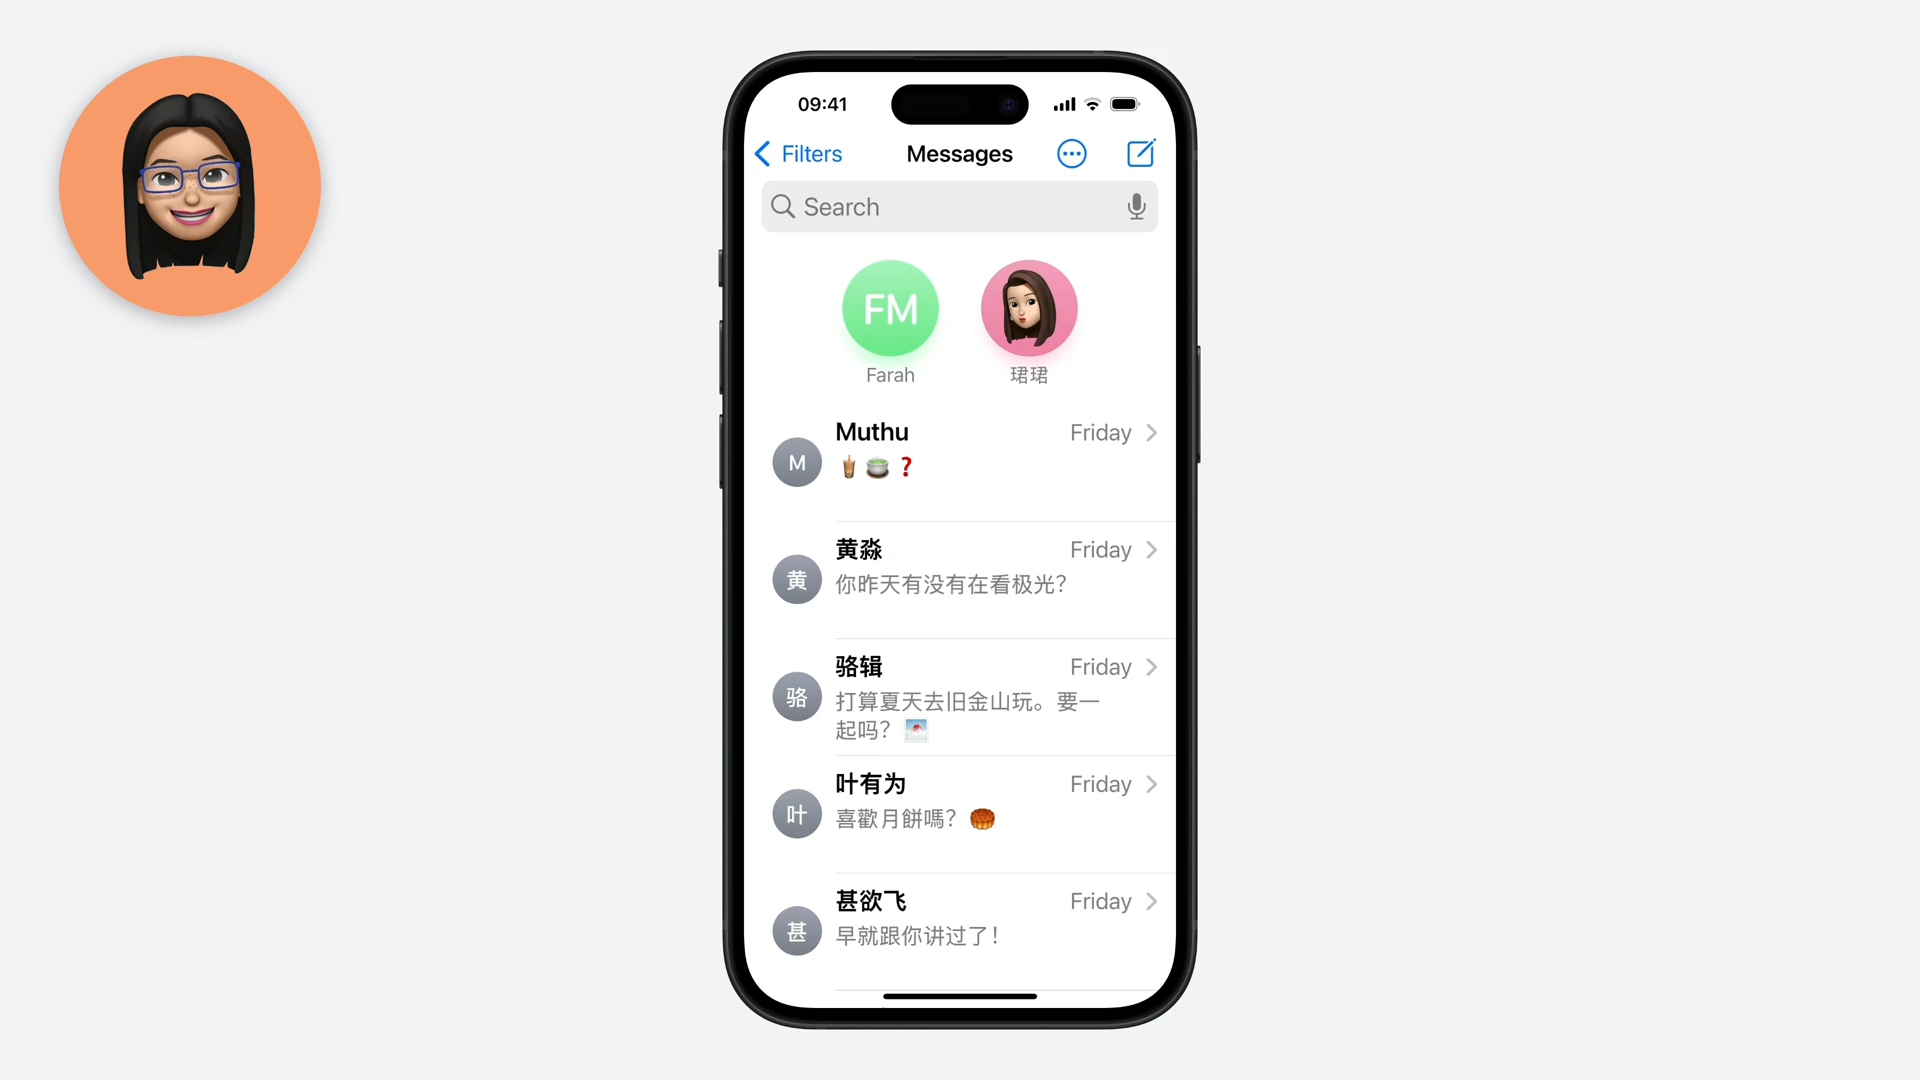 09:41
Filters
Messages
Search
FM
Farah
珺珺
Muthu
Friday
M
🧋🍵❓
黄淼
Friday
黄
你昨天有没有在看极光?
骆辑
Friday
骆
打算夏天去旧金山玩。要一
起吗?
叶有为
Friday
叶
喜歡月餅嗎? 🥮
甚欲飞
Friday
甚
早就跟你讲过了！